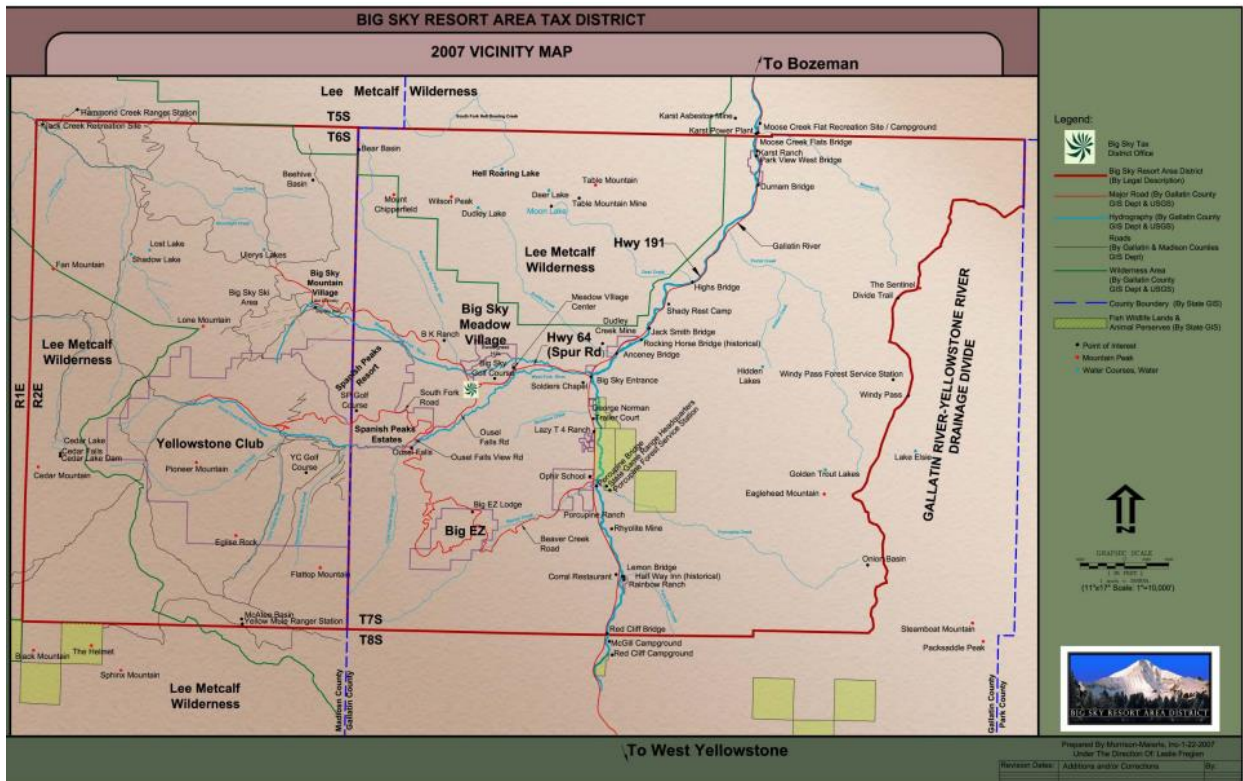 BIG SKY RESORT AREA TAX DISTRICT
2007 VICINITY MAP
To Bozeman
Lee Metcalf Wilderness
Hammond Creek Ranger Station
Jack Creek Recreation Site
T5S
T6S
Bear Basin
Beehive
Basin
South Fork Hell Roaring Creek
Hell Roaring Lake
Karst Asbestos Mine
Karst Power Plant
Moose Creek Flat Recreation Site / Campground
Moose Creek Flats Bridge
Karst Ranch
Park View West Bridge
Durnam Bridge
Mount
Chipperfield
Wilson Peak
Dudley Lake
Deer Lake
Moon Lake
Table Mountain
Table Mountain Mine
Lee Metcalf
Wilderness
Hwy 191
Gallatin River
Lost Lake
Shadow Lake
Ulerys Lakes
Fan Mountain
Big Sky
Mountain
Village
Big Sky Ski
Area
Lone Mountain
Highs Bridge
The Sentinel
Divide Trail
Shady Rest Camp
Meadow Village
Center
Big Sky
Meadow
Village
B K Ranch
Dudley
Creek Mine
Jack Smith Bridge
Rocking Horse Bridge (historical)
Anceney Bridge
Hwy 64
(Spur Rd)
Big Sky
Golf Course
Soldiers Chapel
Big Sky Entrance
Hidden
Lakes
Windy Pass Forest Service Station
Windy Pass
Lee Metcalf
Wilderness
R1E
R2E
Spanish Peaks
Resort
SP Golf
Course
South Fork
Road
Spanish Peaks
Estates
Ousel Falls
Ousel
Falls Rd
Ousel Falls View Rd
George Norman
Trailer Court
Lazy T 4 Ranch
Ophir School
Porcupine Bridge
State Game Range Headquarters
Porcupine Forest Service Station
Porcupine Ranch
Rhyolite Mine
Yellowstone Club
Cedar Lake
Cedar Falls
Cedar Lake Dam
Cedar Mountain
Pioneer Mountain
YC Golf
Course
Eglise Rock
Flattop Mountain
Big EZ Lodge
Big EZ
Beaver Creek
Road
Golden Trout Lakes
Eaglehead Mountain
Lake Elsie
GALLATIN RIVER-YELLOWSTONE RIVER
DRAINAGE DIVIDE
Onion Basin
Lemon Bridge
Corral Restaurant
Half Way Inn (historical)
Rainbow Ranch
McAtee Basin
Yellow Mule Ranger Station
T7S
T8S
Red Cliff Bridge
McGill Campground
Red Cliff Campground
Steamboat Mountain
Packsaddle Peak
Black Mountain
The Helmet
Sphinx Mountain
Lee Metcalf
Wilderness
Madison County
Gallatin County
Gallatin County
Park County
To West Yellowstone
Legend:
Big Sky Tax
District Office
Big Sky Resort Area District
(By Legal Description)
Major Road (By Gallatin County
GIS Dept & USGS)
Hydrography (By Gallatin County
GIS Dept & USGS)
Roads
(By Gallatin & Madison Counties
GIS Dept)
Wilderness Area
(By Gallatin County
GIS Dept & USGS)
County Boundary (By State GIS)
Fish Wildlife Lands &
Animal Perserves (By State GIS)
Point of Interest
Mountain Peak
Water Courses, Water
N
GRAPHIC SCALE
( IN FEET )
(11"x17" Scale: 1"=10,000')
BIG SKY RESORT AREA DISTRICT
Prepared By Morrison-Maierle, Inc-1-22-2007
Under The Direction Of: Leslie Fregien
Revision Dates: Additions and/or Corrections By: